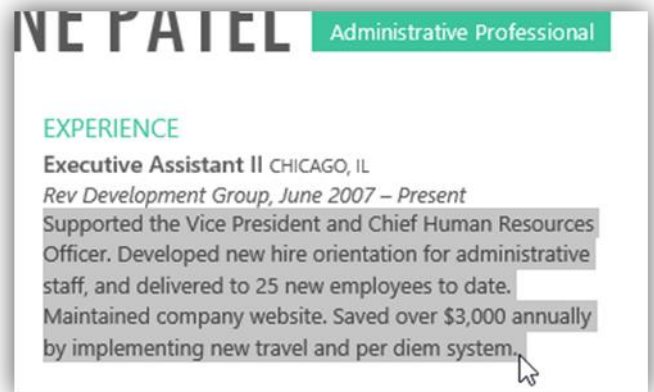 NE PATEL Administrative Professional
EXPERIENCE
Executive Assistant II CHICAGO, IL
Rev Development Group, June 2007 – Present
Supported the Vice President and Chief Human Resources
Officer. Developed new hire orientation for administrative
staff, and delivered to 25 new employees to date.
Maintained company website. Saved over $3,000 annually
by implementing new travel and per diem system.